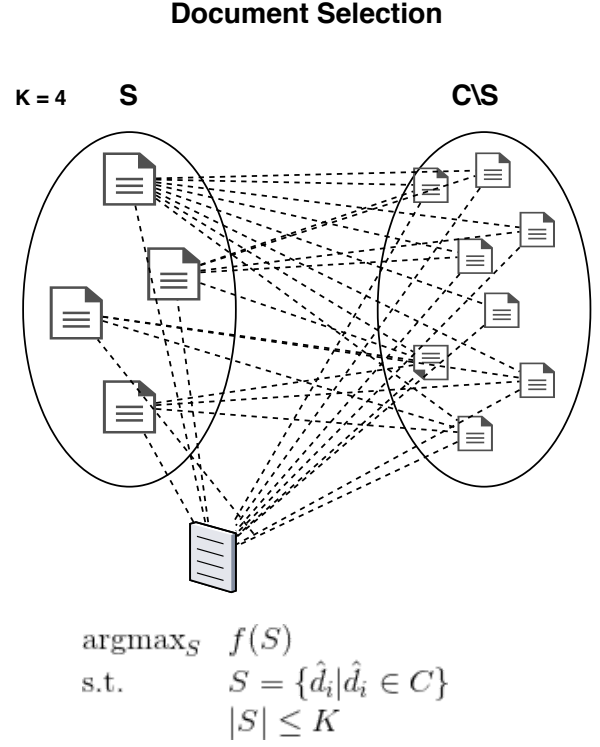 Document Selection
K = 4 S C\S
argmax_S f(S)
s.t. S = {d̂_i|d̂_i ∈ C}
|S| ≤ K